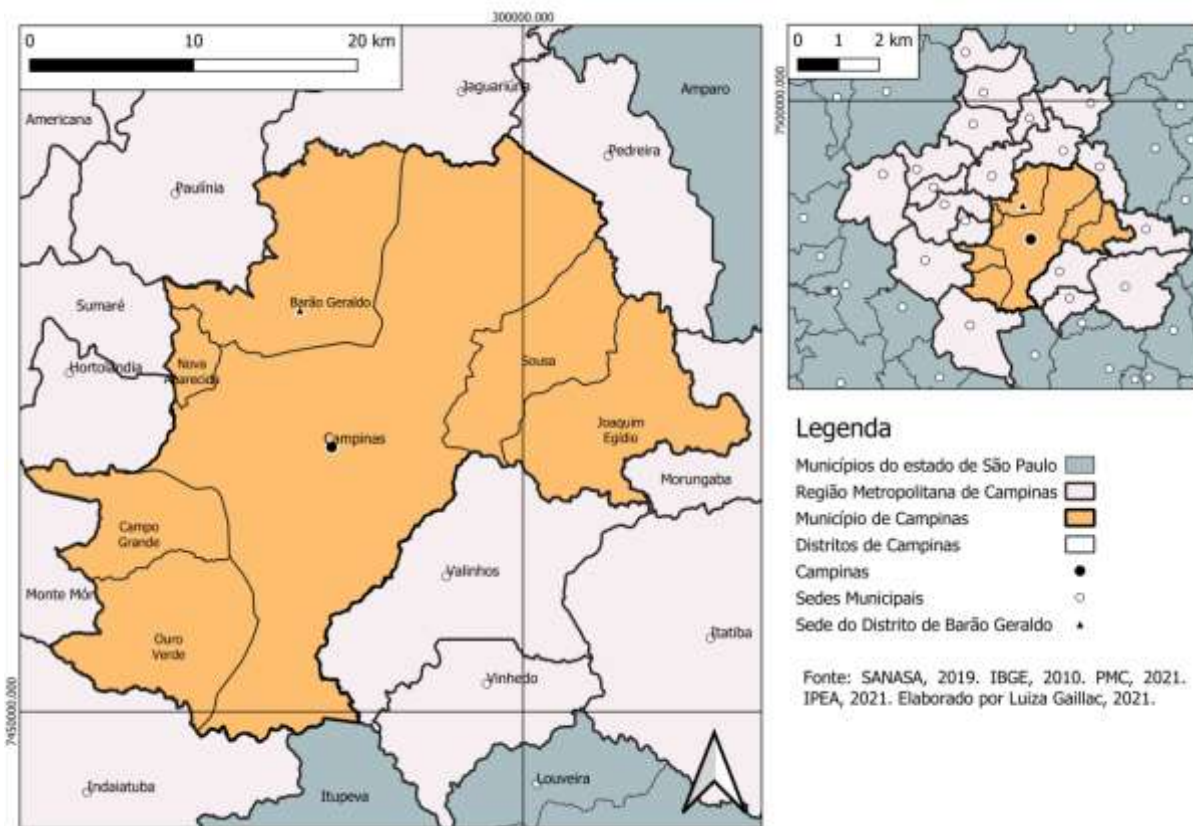 300000.000
0 10 20 km
Jaguariúna
Amparo
Americana
Pedreira
Paulínia
Sumaré
Barão Geraldo
Hortolândia
Nova
Aparecida
Sousa
Joaquim
Egídio
Campinas
Morungaba
Campo
Grande
Valinhos
Monte Mór
Itatiba
Ouro
Verde
Vinhedo
7450000.000
Indaiatuba
Itupeva
Louveira
0 1 2 km
7500000.000
Legenda
Municípios do estado de São Paulo
Região Metropolitana de Campinas
Município de Campinas
Distritos de Campinas
Campinas
Sedes Municipais
Sede do Distrito de Barão Geraldo
Fonte: SANASA, 2019. IBGE, 2010. PMC, 2021.
IPEA, 2021. Elaborado por Luiza Gaillac, 2021.